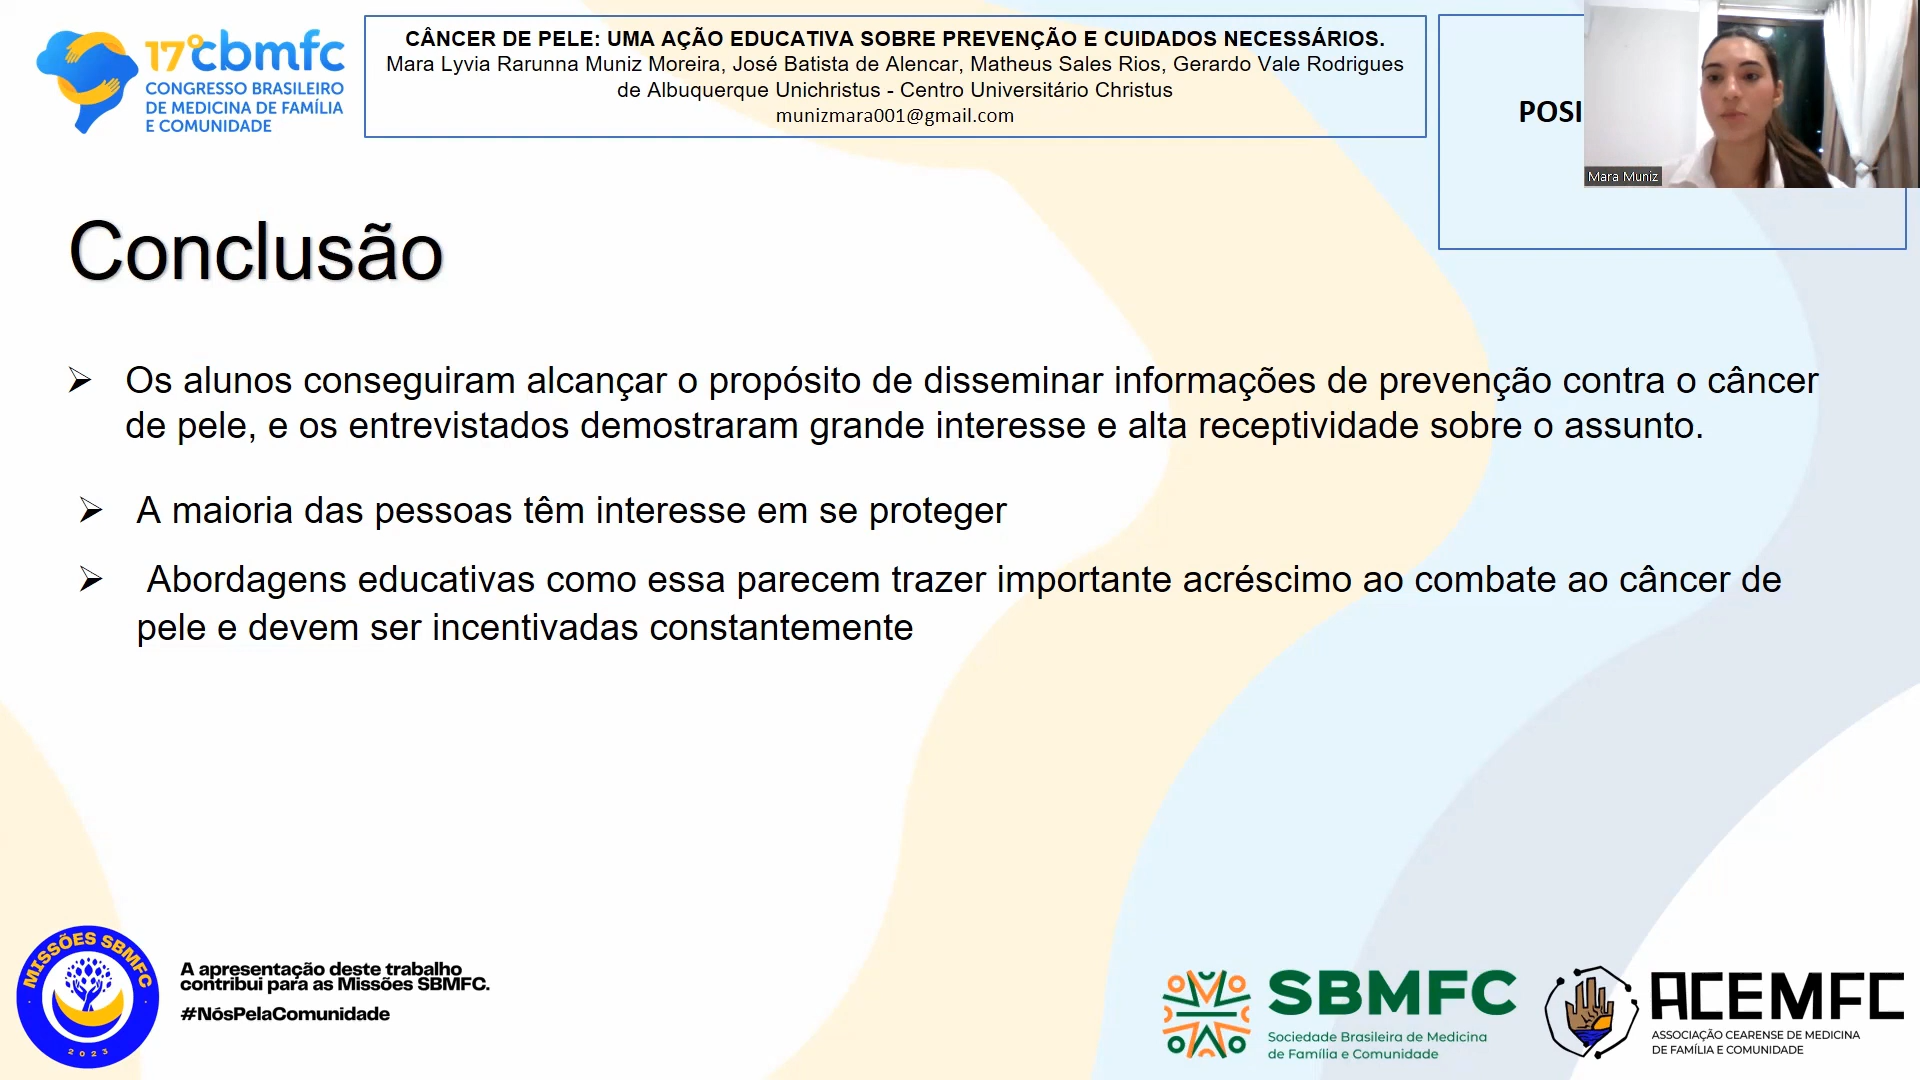 17º cbmfc
CONGRESSO BRASILEIRO
DE MEDICINA DE FAMÍLIA
E COMUNIDADE
CÂNCER DE PELE: UMA AÇÃO EDUCATIVA SOBRE PREVENÇÃO E CUIDADOS NECESSÁRIOS.
Mara Lyvia Rarunna Muniz Moreira, José Batista de Alencar, Matheus Sales Rios, Gerardo Vale Rodrigues
de Albuquerque Unichristus - Centro Universitário Christus
munizmara001@gmail.com
POSI
Mara Muniz
Conclusão
➢ Os alunos conseguiram alcançar o propósito de disseminar informações de prevenção contra o câncer
de pele, e os entrevistados demostraram grande interesse e alta receptividade sobre o assunto.
➢ A maioria das pessoas têm interesse em se proteger
➢ Abordagens educativas como essa parecem trazer importante acréscimo ao combate ao câncer de
pele e devem ser incentivadas constantemente
MISSÕES SBMFC
2023
A apresentação deste trabalho
contribui para as Missões SBMFC.
#NósPelaComunidade
SBMFC
Sociedade Brasileira de Medicina
de Família e Comunidade
ACEMFC
ASSOCIAÇÃO CEARENSE DE MEDICINA
DE FAMÍLIA E COMUNIDADE